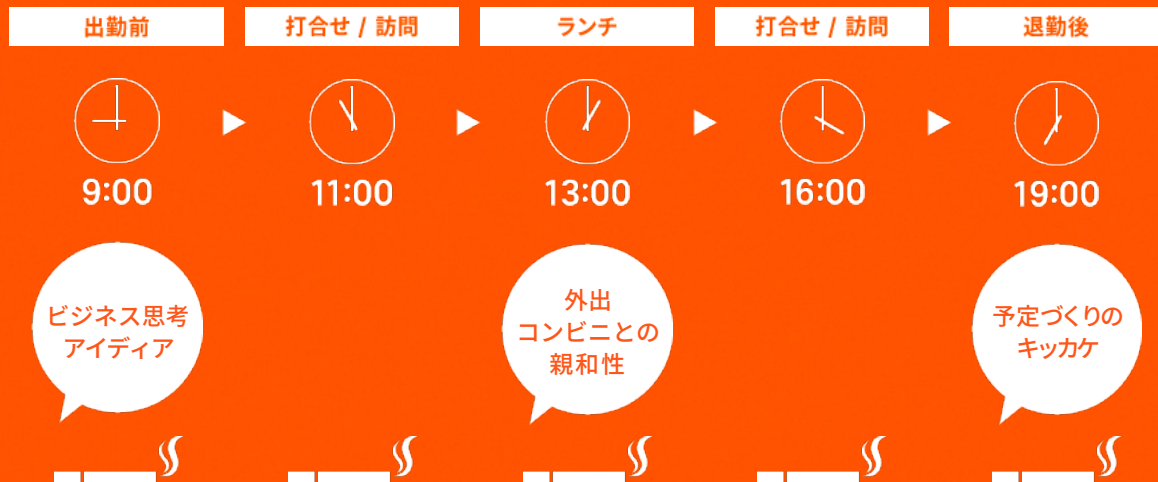 出勤前
打合せ / 訪問
ランチ
打合せ / 訪問
退勤後
9:00
11:00
13:00
16:00
19:00
ビジネス思考
アイディア
外出
コンビニとの
親和性
予定づくりの
キッカケ